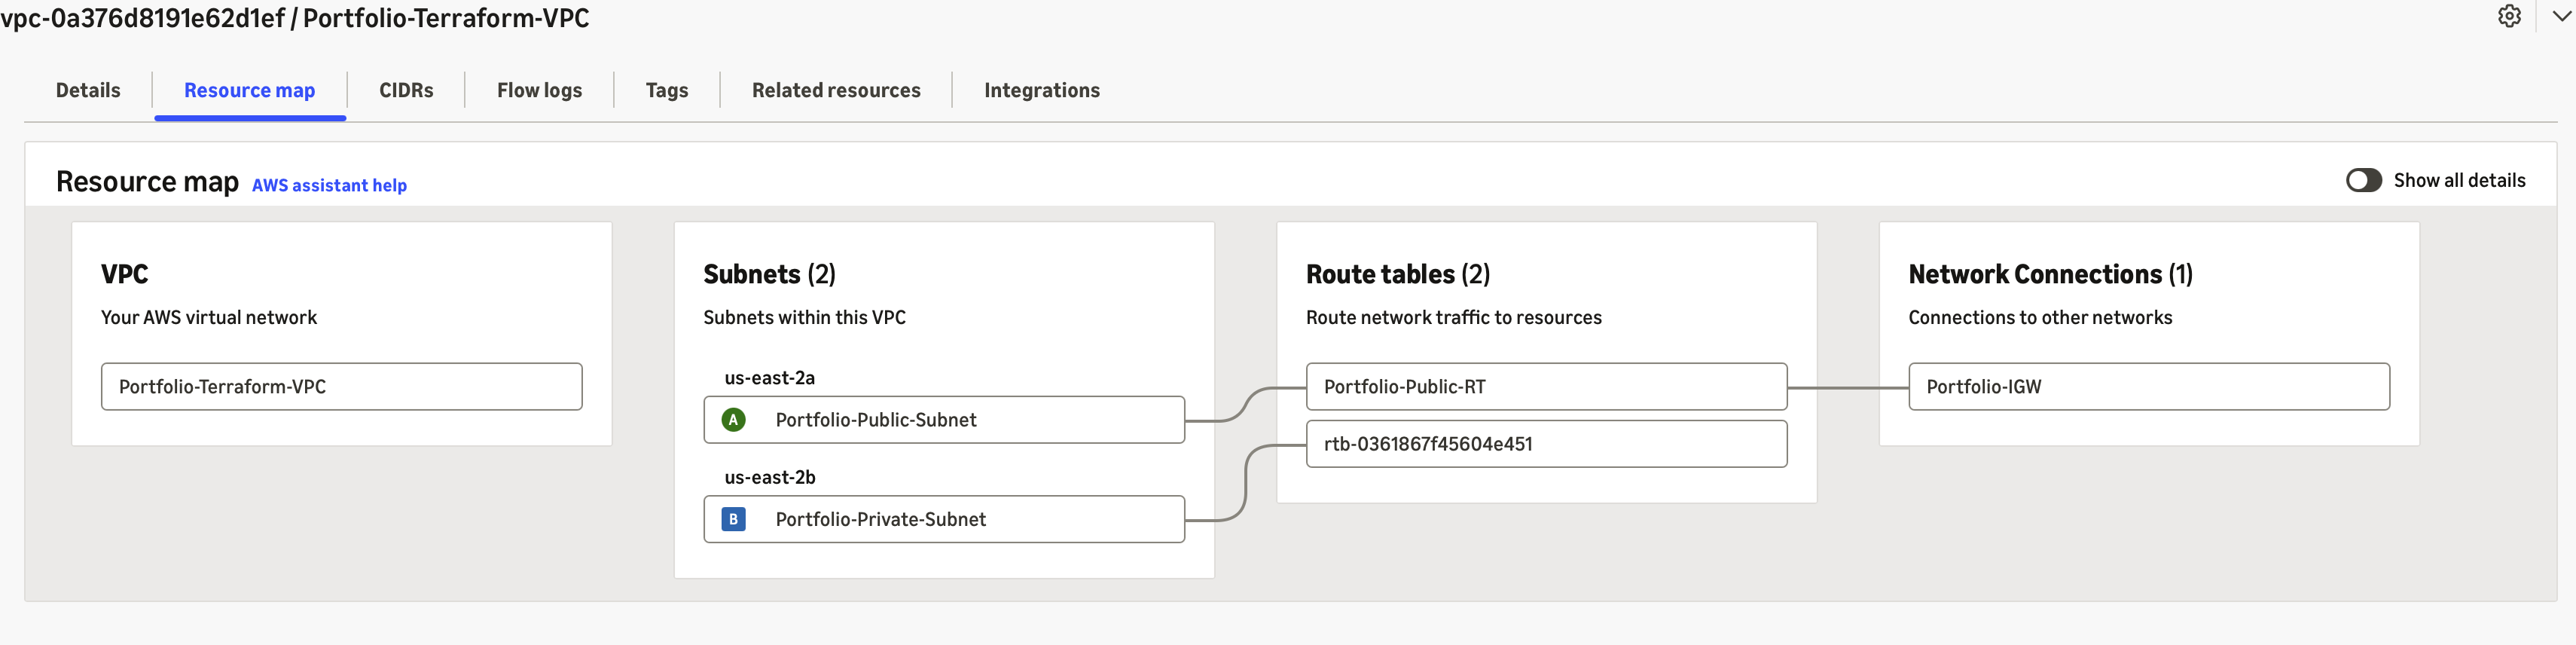 vpc-0a376d8191e62d1ef / Portfolio-Terraform-VPC
Details
Resource map
CIDRs
Flow logs
Tags
Related resources
Integrations
Resource map AWS assistant help
Show all details
VPC
Your AWS virtual network
Portfolio-Terraform-VPC
Subnets (2)
Subnets within this VPC
us-east-2a
A Portfolio-Public-Subnet
us-east-2b
B Portfolio-Private-Subnet
Route tables (2)
Route network traffic to resources
Portfolio-Public-RT
rtb-0361867f45604e451
Network Connections (1)
Connections to other networks
Portfolio-IGW